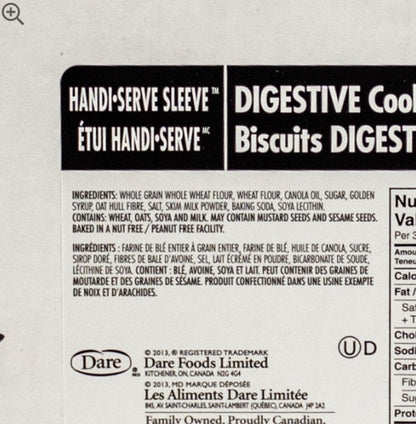 HANDI•SERVE SLEEVE™
ÉTUI HANDI•SERVE MC
DIGESTIVE Coo
Biscuits DIGEST
INGREDIENTS: WHOLE GRAIN WHOLE WHEAT FLOUR, WHEAT FLOUR, CANOLA OIL, SUGAR, GOLDEN
SYRUP, OAT HULL FIBRE, SALT, SKIM MILK POWDER, BAKING SODA, SOYA LECITHIN.
CONTAINS: WHEAT, OATS, SOYA AND MILK. MAY CONTAIN MUSTARD SEEDS AND SESAME SEEDS.
BAKED IN A NUT FREE / PEANUT FREE FACILITY.
INGRÉDIENTS : FARINE DE BLÉ ENTIER À GRAIN ENTIER, FARINE DE BLÉ, HUILE DE CANOLA, SUCRE,
SIROP DORÉ, FIBRES DE BALE D'AVOINE, SEL, LAIT ÉCRÉMÉ EN POUDRE, BICARBONATE DE SOUDE,
LÉCITHINE DE SOYA. CONTIENT : BLÉ, AVOINE, SOYA ET LAIT. PEUT CONTENIR DES GRAINES DE
MOUTARDE ET DES GRAINES DE SÉSAME. PRODUIT CONFECTIONNÉ DANS UNE USINE EXEMPTE
DE NOIX ET D'ARACHIDES.
Dare
© 2013, ® REGISTERED TRADEMARK
Dare Foods Limited
KITCHENER, ON, CANADA N2G 4G4
© 2013, MD MARQUE DÉPOSÉE
Les Aliments Dare Limitée
845, AV. SAINT-CHARLES, SAINT-LAMBERT (QUÉBEC), CANADA J4P 2A2
Family Owned, Proudly Canadian.
Ⓤ D
Nu
Va
Per 3
Amou
Teneu
Calo
Fat /
Sat
+ T
Chol
Sodi
Carb
Fib
Sug
Prote